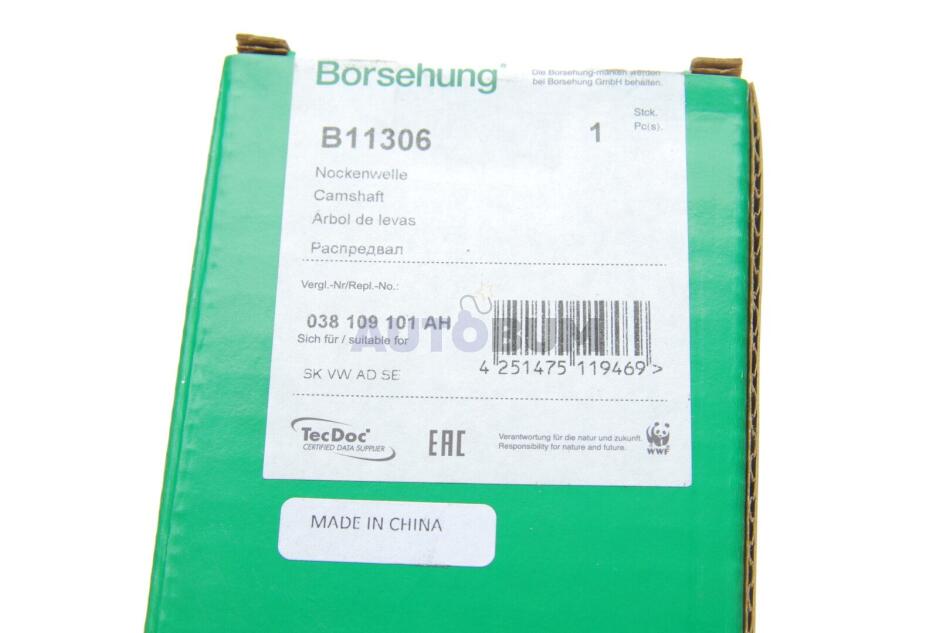 Borsehung®
Die Borsehung-marken werden
bei Borsehung GmbH behalten.
B11306
1
Stck.
Pc(s).
Nockenwelle
Camshaft
Árbol de levas
Распредвал
Vergl.-Nr/Repl.-No.:
038 109 101 AH
AUTOBUM
Sich für / suitable for
SK VW AD SE
4 251475 119469 >
TecDoc®
CERTIFIED DATA SUPPLIER
EAC
Verantwortung für die natur und zukunft.
Responsibility for nature and future.
WWF
MADE IN CHINA